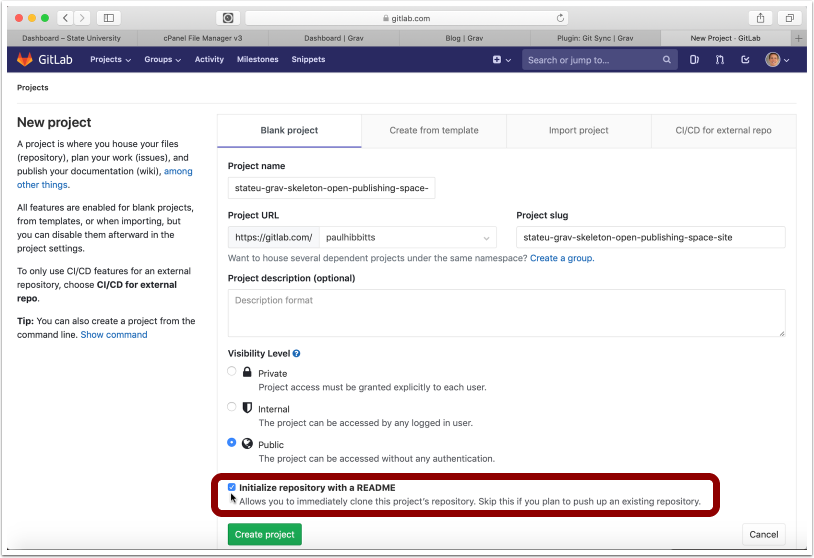 gitlab.com
Dashboard – State University
cPanel File Manager v3
Dashboard | Grav
Blog | Grav
Plugin: Git Sync | Grav
New Project · GitLab
GitLab
Projects
Groups
Activity
Milestones
Snippets
Search or jump to...
Projects
New project
A project is where you house your files
(repository), plan your work (issues), and
publish your documentation (wiki), among
other things.
All features are enabled for blank projects,
from templates, or when importing, but
you can disable them afterward in the
project settings.
To only use CI/CD features for an external
repository, choose CI/CD for external
repo.
Tip: You can also create a project from the
command line. Show command
Blank project
Create from template
Import project
CI/CD for external repo
Project name
stateu-grav-skeleton-open-publishing-space-
Project URL
https://gitlab.com/
paulhibbitts
Project slug
stateu-grav-skeleton-open-publishing-space-site
Want to house several dependent projects under the same namespace? Create a group.
Project description (optional)
Description format
Visibility Level
Private
Project access must be granted explicitly to each user.
Internal
The project can be accessed by any logged in user.
Public
The project can be accessed without any authentication.
Initialize repository with a README
Allows you to immediately clone this project's repository. Skip this if you plan to push up an existing repository.
Create project
Cancel